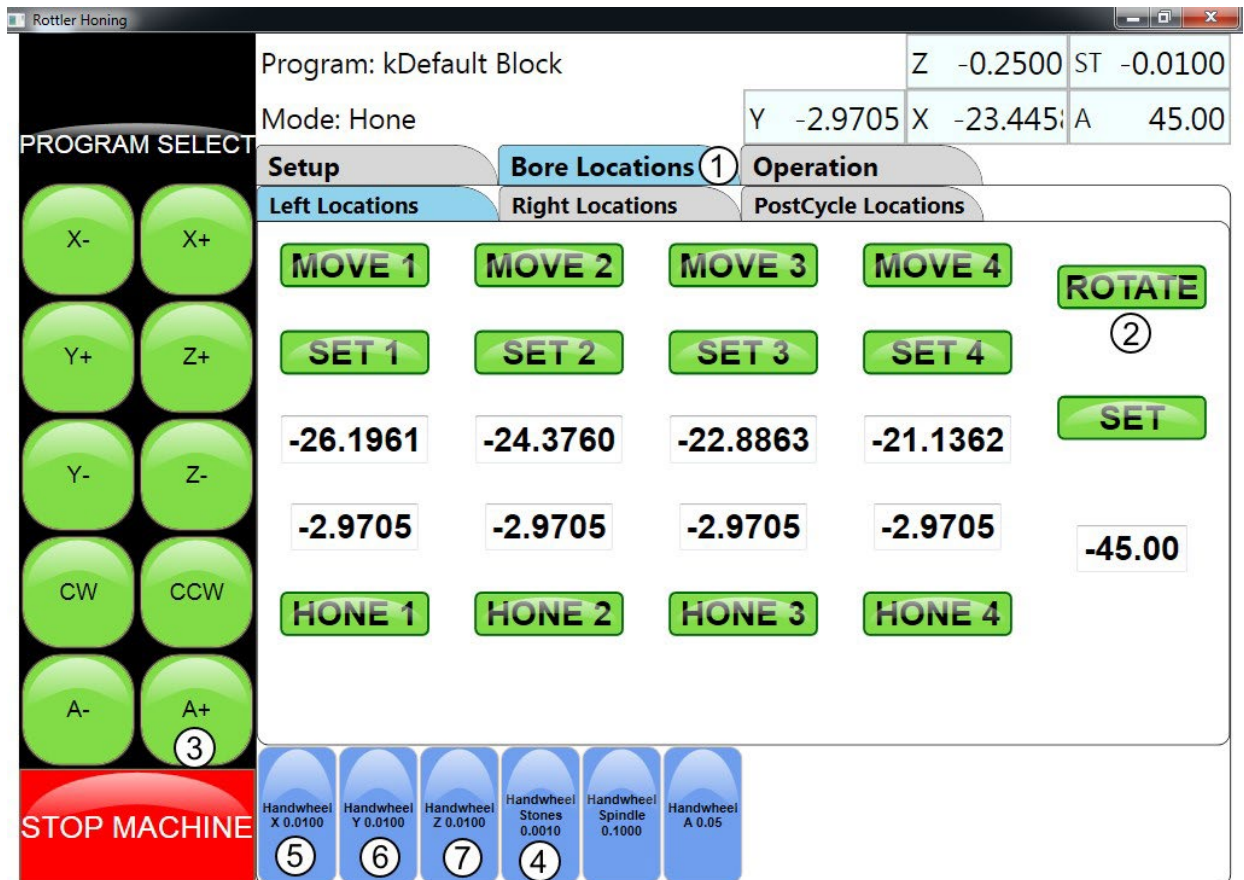 Rottler Honing
Program: kDefault Block
Z -0.2500 ST -0.0100
Mode: Hone
Y -2.9705 X -23.445 A 45.00
PROGRAM SELECT
Setup Bore Locations 1 Operation
Left Locations Right Locations PostCycle Locations
X- X+
MOVE 1 MOVE 2 MOVE 3 MOVE 4
ROTATE
2
Y+ Z+
SET 1 SET 2 SET 3 SET 4
SET
-26.1961 -24.3760 -22.8863 -21.1362
Y- Z-
-2.9705 -2.9705 -2.9705 -2.9705
-45.00
CW CCW
HONE 1 HONE 2 HONE 3 HONE 4
A- A+
3
STOP MACHINE
Handwheel
X 0.0100
5
Handwheel
Y 0.0100
6
Handwheel
Z 0.0100
7
Handwheel
Stones
0.0010
4
Handwheel
Spindle
0.1000
Handwheel
A 0.05